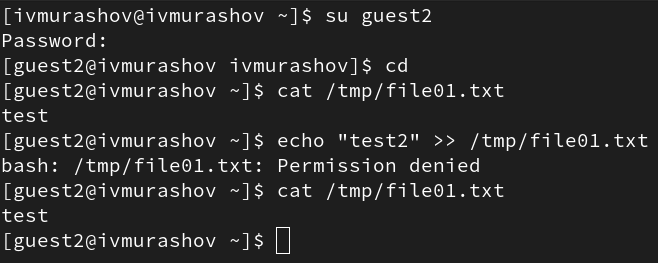 [ivmurashov@ivmurashov ~]$ su guest2
Password:
[guest2@ivmurashov ivmurashov]$ cd
[guest2@ivmurashov ~]$ cat /tmp/file01.txt
test
[guest2@ivmurashov ~]$ echo "test2" >> /tmp/file01.txt
bash: /tmp/file01.txt: Permission denied
[guest2@ivmurashov ~]$ cat /tmp/file01.txt
test
[guest2@ivmurashov ~]$